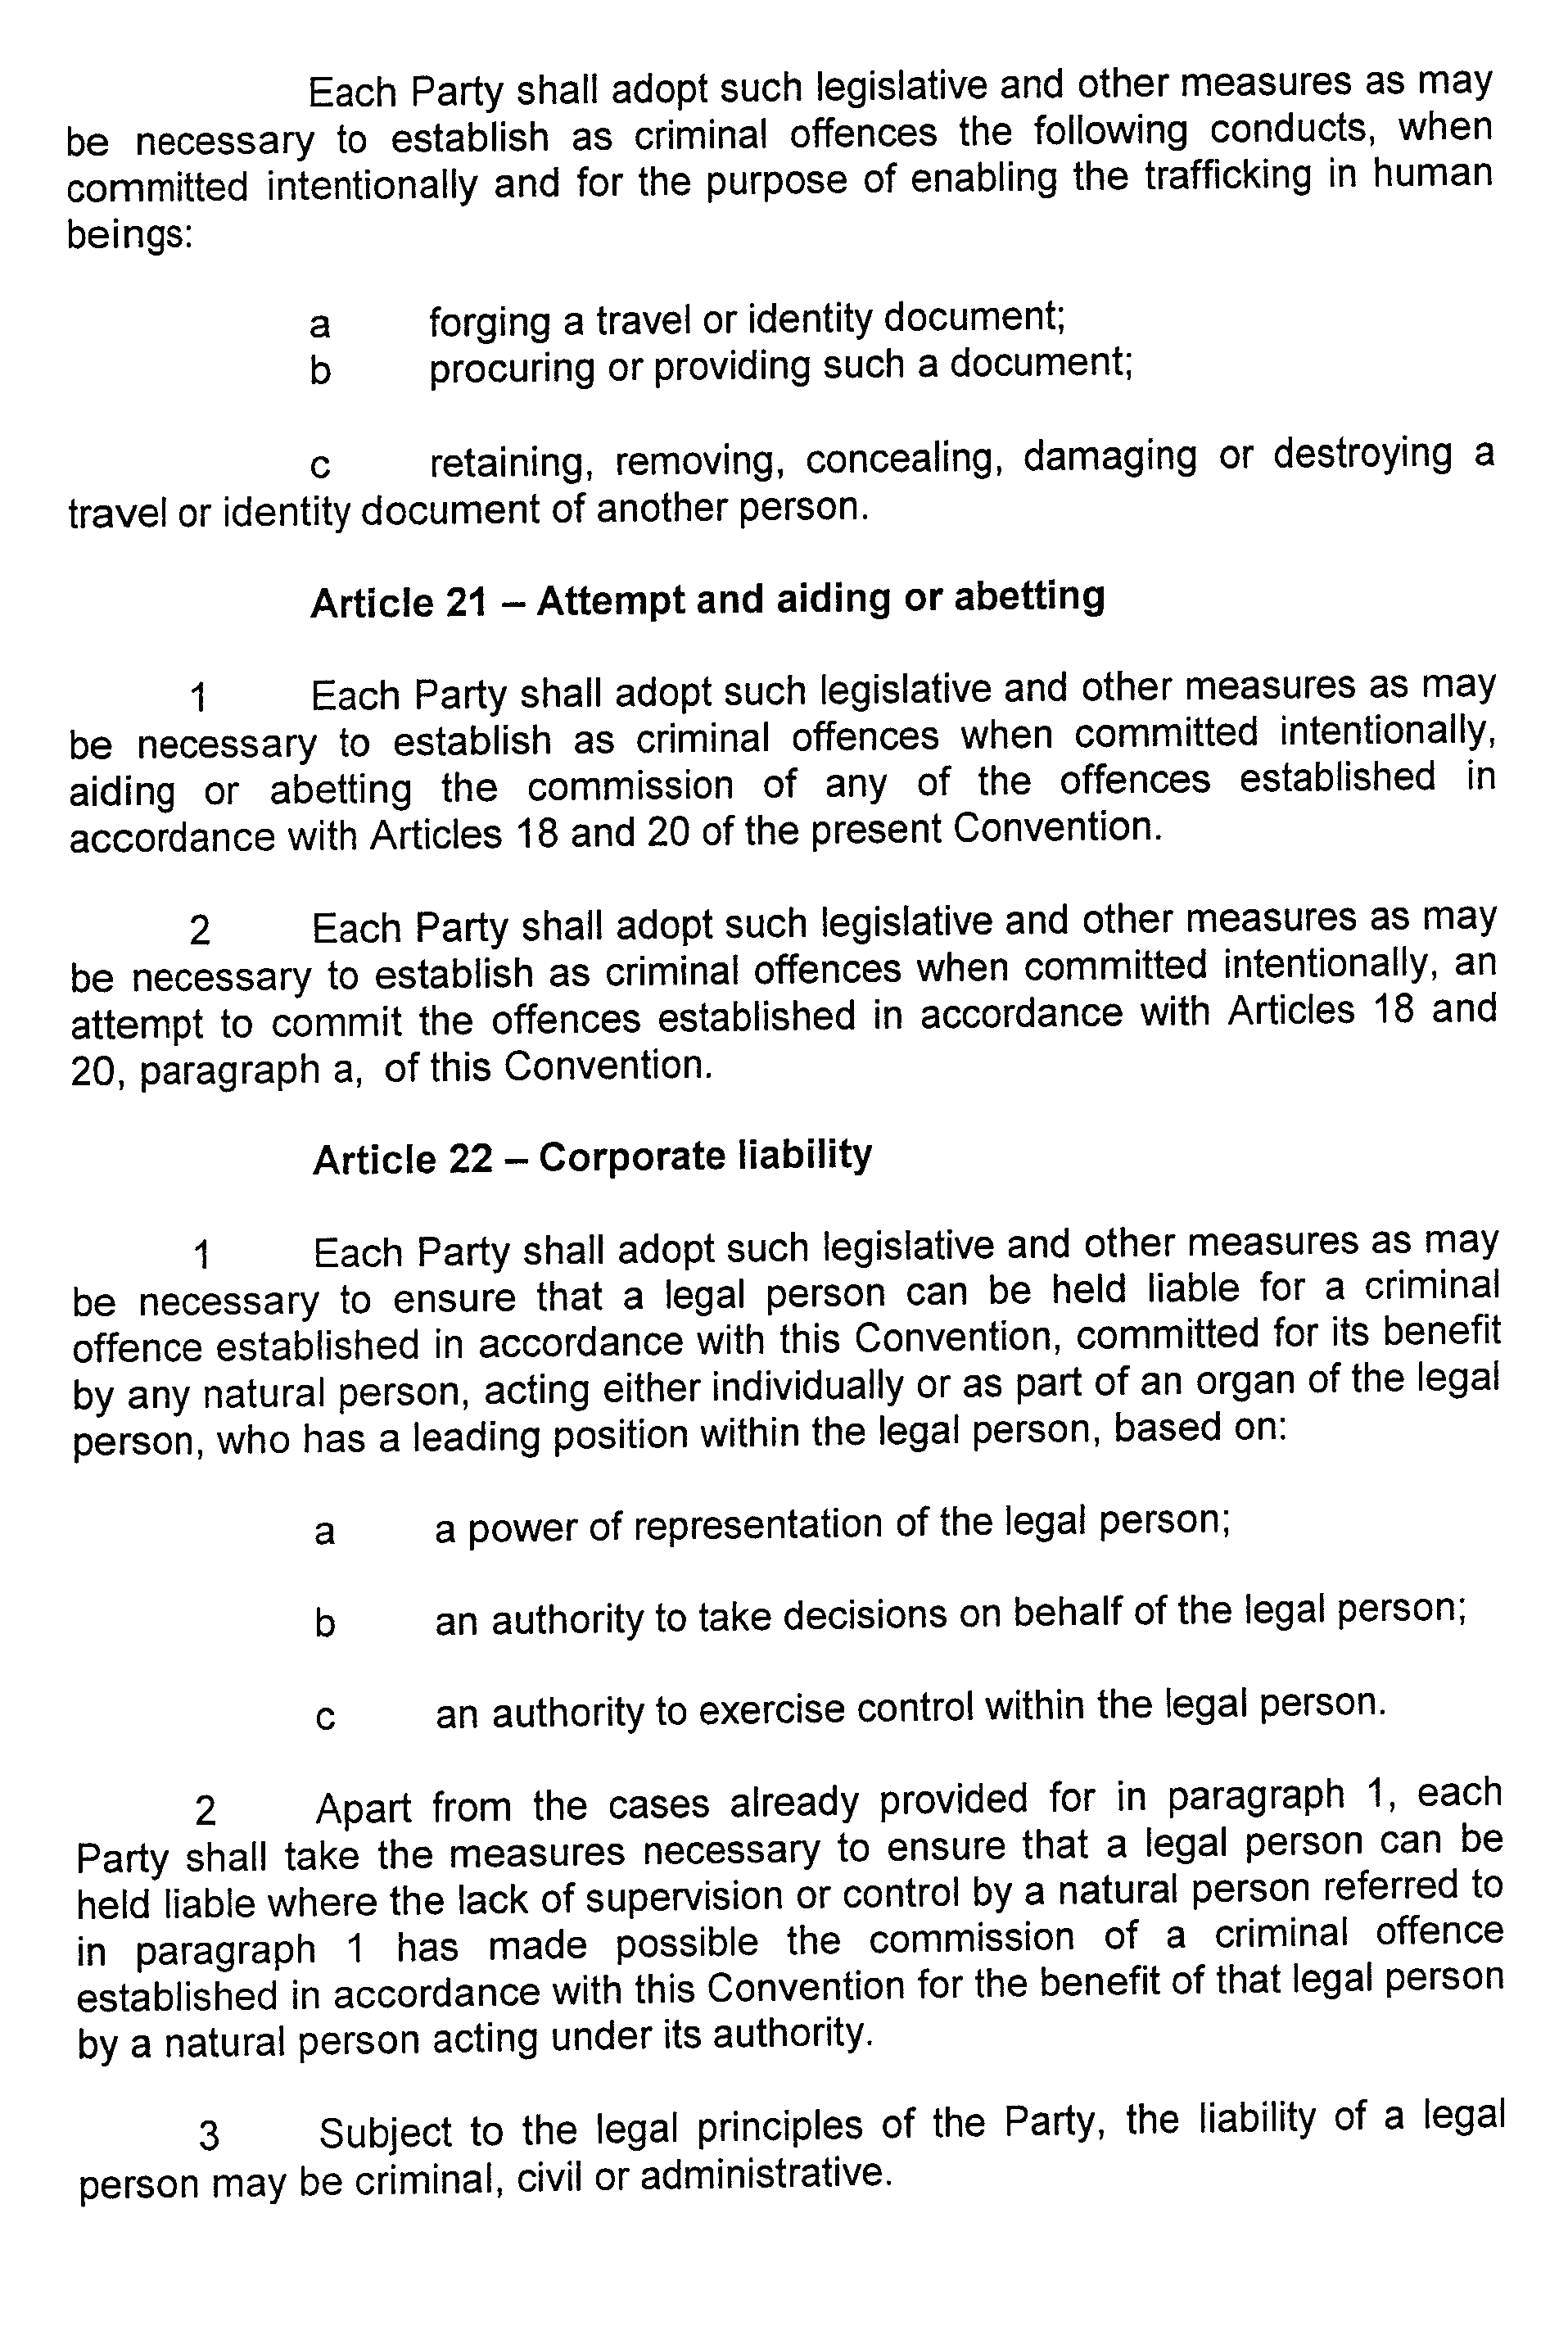 Each Party shall adopt such legislative and other measures as may
be necessary to establish as criminal offences the following conducts, when
committed intentionally and for the purpose of enabling the trafficking in human
beings:
a forging a travel or identity document;
b procuring or providing such a document;
c retaining, removing, concealing, damaging or destroying a
travel or identity document of another person.
Article 21 – Attempt and aiding or abetting
1 Each Party shall adopt such legislative and other measures as may
be necessary to establish as criminal offences when committed intentionally,
aiding or abetting the commission of any of the offences established in
accordance with Articles 18 and 20 of the present Convention.
2 Each Party shall adopt such legislative and other measures as may
be necessary to establish as criminal offences when committed intentionally, an
attempt to commit the offences established in accordance with Articles 18 and
20, paragraph a, of this Convention.
Article 22 – Corporate liability
1 Each Party shall adopt such legislative and other measures as may
be necessary to ensure that a legal person can be held liable for a criminal
offence established in accordance with this Convention, committed for its benefit
by any natural person, acting either individually or as part of an organ of the legal
person, who has a leading position within the legal person, based on:
a a power of representation of the legal person;
b an authority to take decisions on behalf of the legal person;
c an authority to exercise control within the legal person.
2 Apart from the cases already provided for in paragraph 1, each
Party shall take the measures necessary to ensure that a legal person can be
held liable where the lack of supervision or control by a natural person referred to
in paragraph 1 has made possible the commission of a criminal offence
established in accordance with this Convention for the benefit of that legal person
by a natural person acting under its authority.
3 Subject to the legal principles of the Party, the liability of a legal
person may be criminal, civil or administrative.